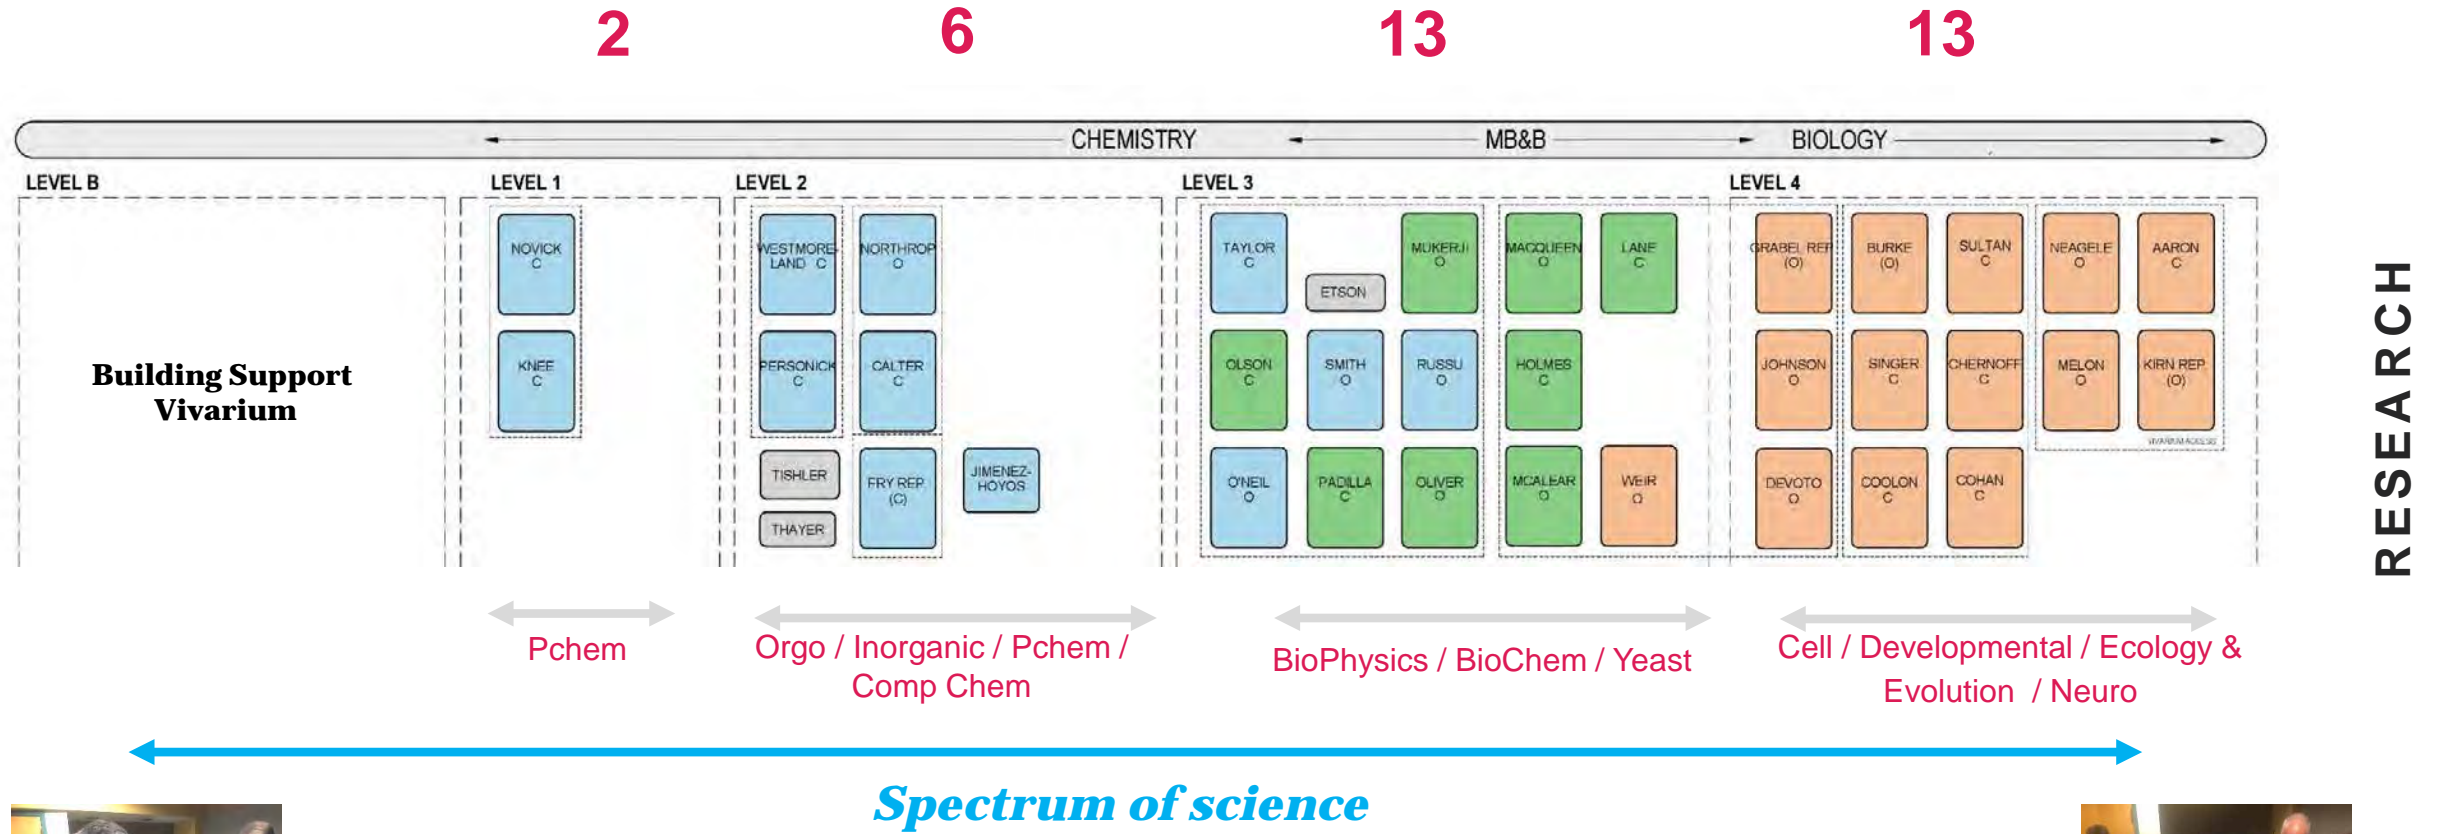 2
6
13
13
CHEMISTRY
MB&B
BIOLOGY
LEVEL B
LEVEL 1
LEVEL 2
LEVEL 3
LEVEL 4
Building Support
Vivarium
NOVICK
C
KNEE
C
WESTMORE-
LAND C
NORTHROP
O
PERSONICK
C
CALTER
C
TISHLER
THAYER
FRY REP
(C)
JIMENEZ-
HOYOS
TAYLOR
C
ETSON
MUKERJI
O
MACQUEEN
O
LANE
C
OLSON
C
SMITH
O
RUSSU
O
HOLMES
C
O'NEIL
O
PADILLA
C
OLIVER
O
MCALEAR
O
WEIR
O
GRABEL REP
(O)
BURKE
(O)
SULTAN
C
NEAGELE
O
AARON
C
JOHNSON
O
SINGER
C
CHERNOFF
C
MELON
O
KIRN REP
(O)
VIVARIUM ACCESS
DEVOTO
O
COOLON
C
COHAN
C
RESEARCH
Pchem
Orgo / Inorganic / Pchem /
Comp Chem
BioPhysics / BioChem / Yeast
Cell / Developmental / Ecology &
Evolution / Neuro
Spectrum of science